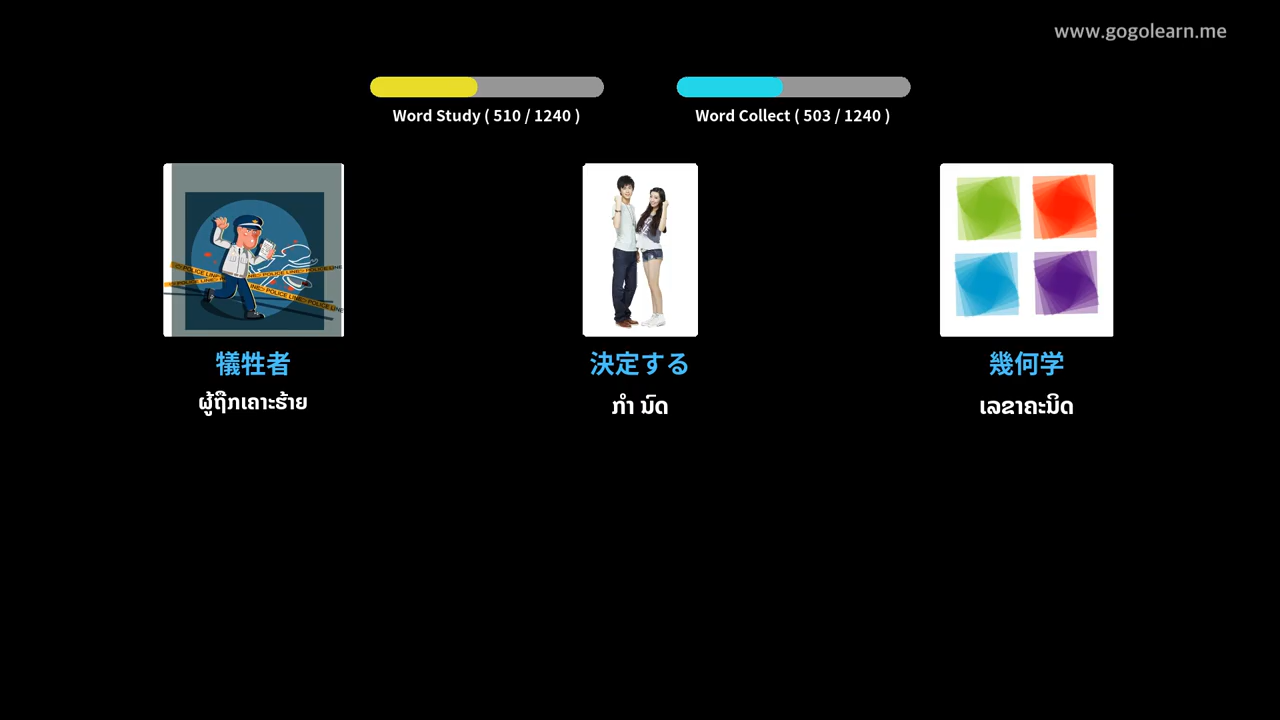 www.gogolearn.me
Word Study ( 510 / 1240 )
Word Collect ( 503 / 1240 )
犠牲者
決定する
幾何学
ຜູ້ຖືກເຄາະຮ້າຍ
ກຳ ນົດ
ເລຂາຄະນິດ